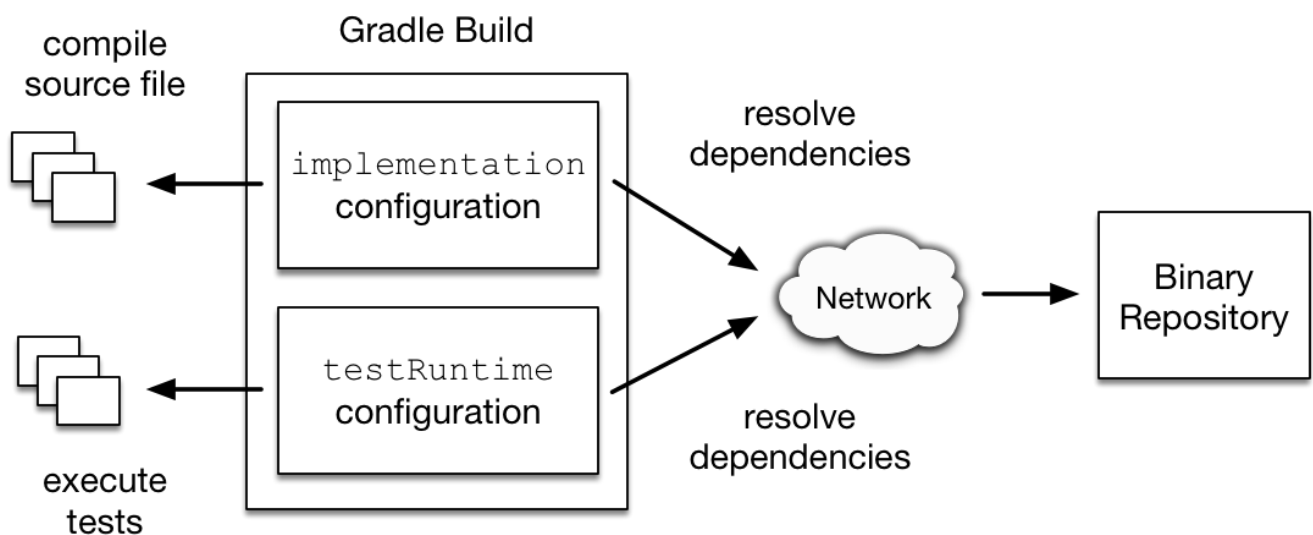 Gradle Build
compile
source file
implementation
configuration
resolve
dependencies
Network
Binary
Repository
testRuntime
configuration
resolve
dependencies
execute
tests